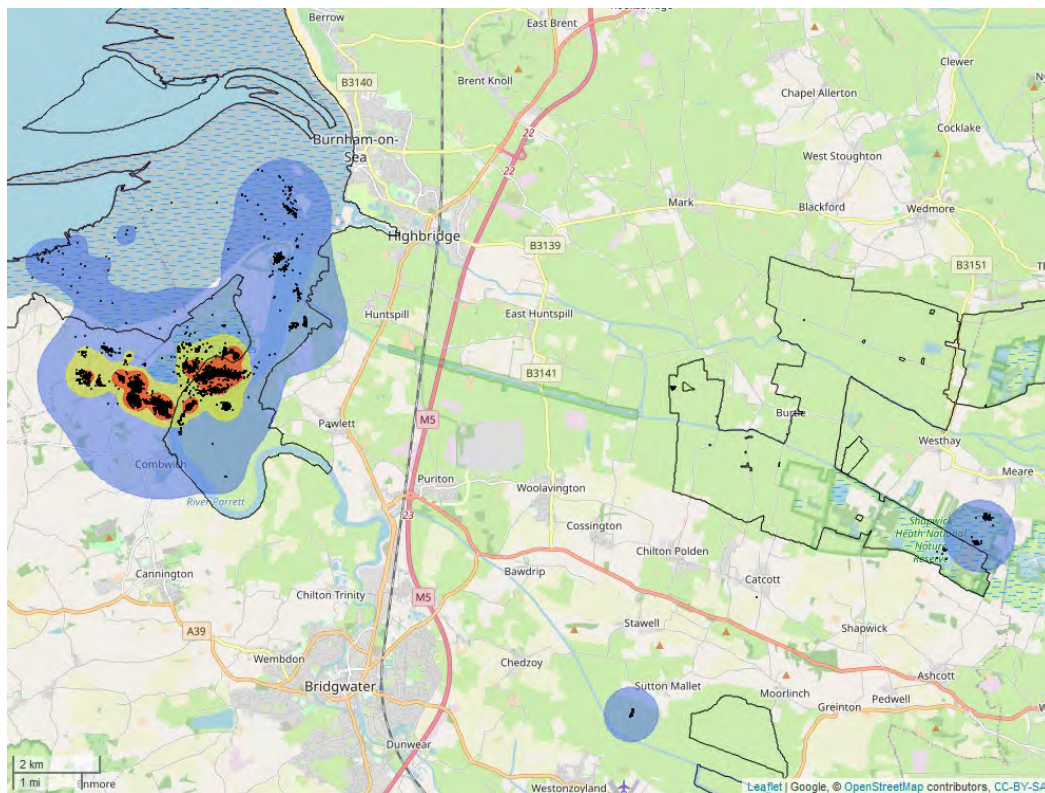 Berrow
East Brent
Brent Knoll
B3140
Clewer
Chapel Allerton
Cocklake
22
Burnham-on-
Sea
22
West Stoughton
Mark
Blackford
Wedmore
Highbridge
B3139
B3151
Th
Huntspill
East Huntspill
B3141
M5
Burtle
Pawlett
Westhay
Combwich
Meare
Puriton
River Parrett
Woolavington
23
Shapwick
Heath National
Nature
Reserve
Cossington
Chilton Polden
Bawdrip
Cannington
Catcott
Chilton Trinity
M5
Stawell
Shapwick
A39
Wembdon
Chedzoy
Ashcott
Bridgwater
Sutton Mallet
Moorlinch
Pedwell
Greinton
W
Dunwear
2 km
1 mi
Enmore
Westonzoyland
Leaflet | Google, © OpenStreetMap contributors, CC-BY-SA